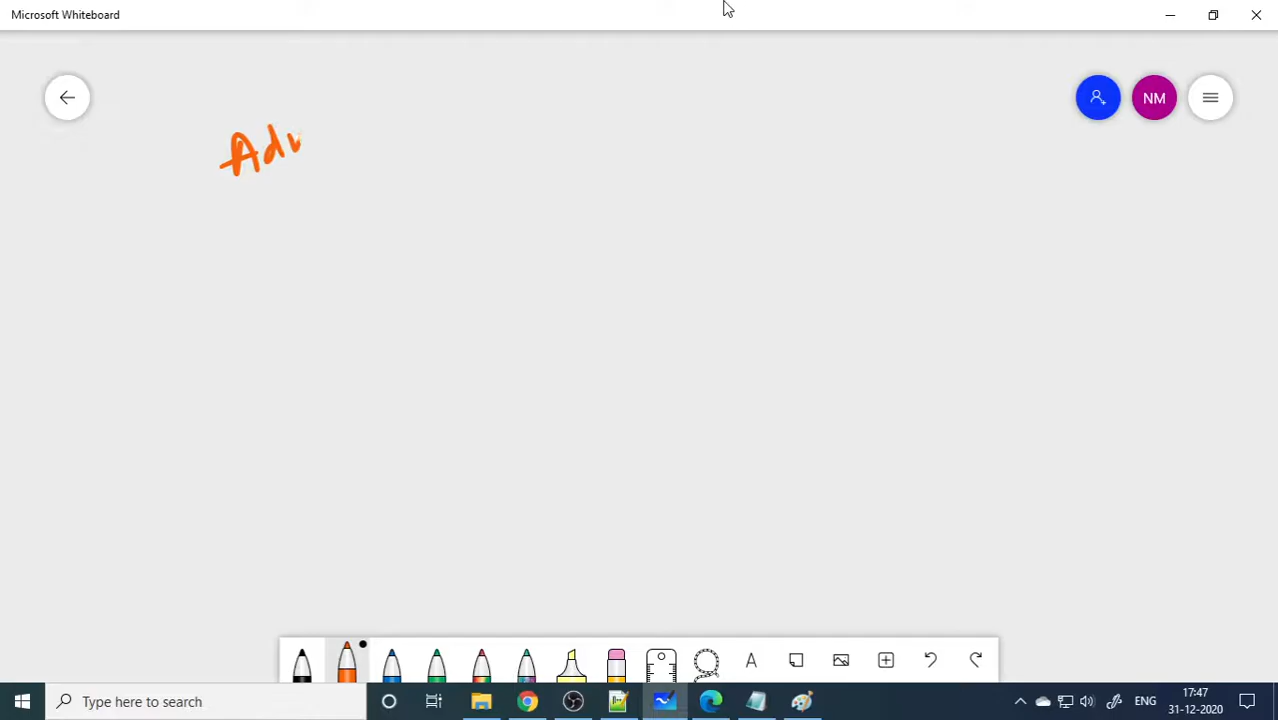 Microsoft Whiteboard
NM
Adv
A
Type here to search
ENG
17:47
31-12-2020